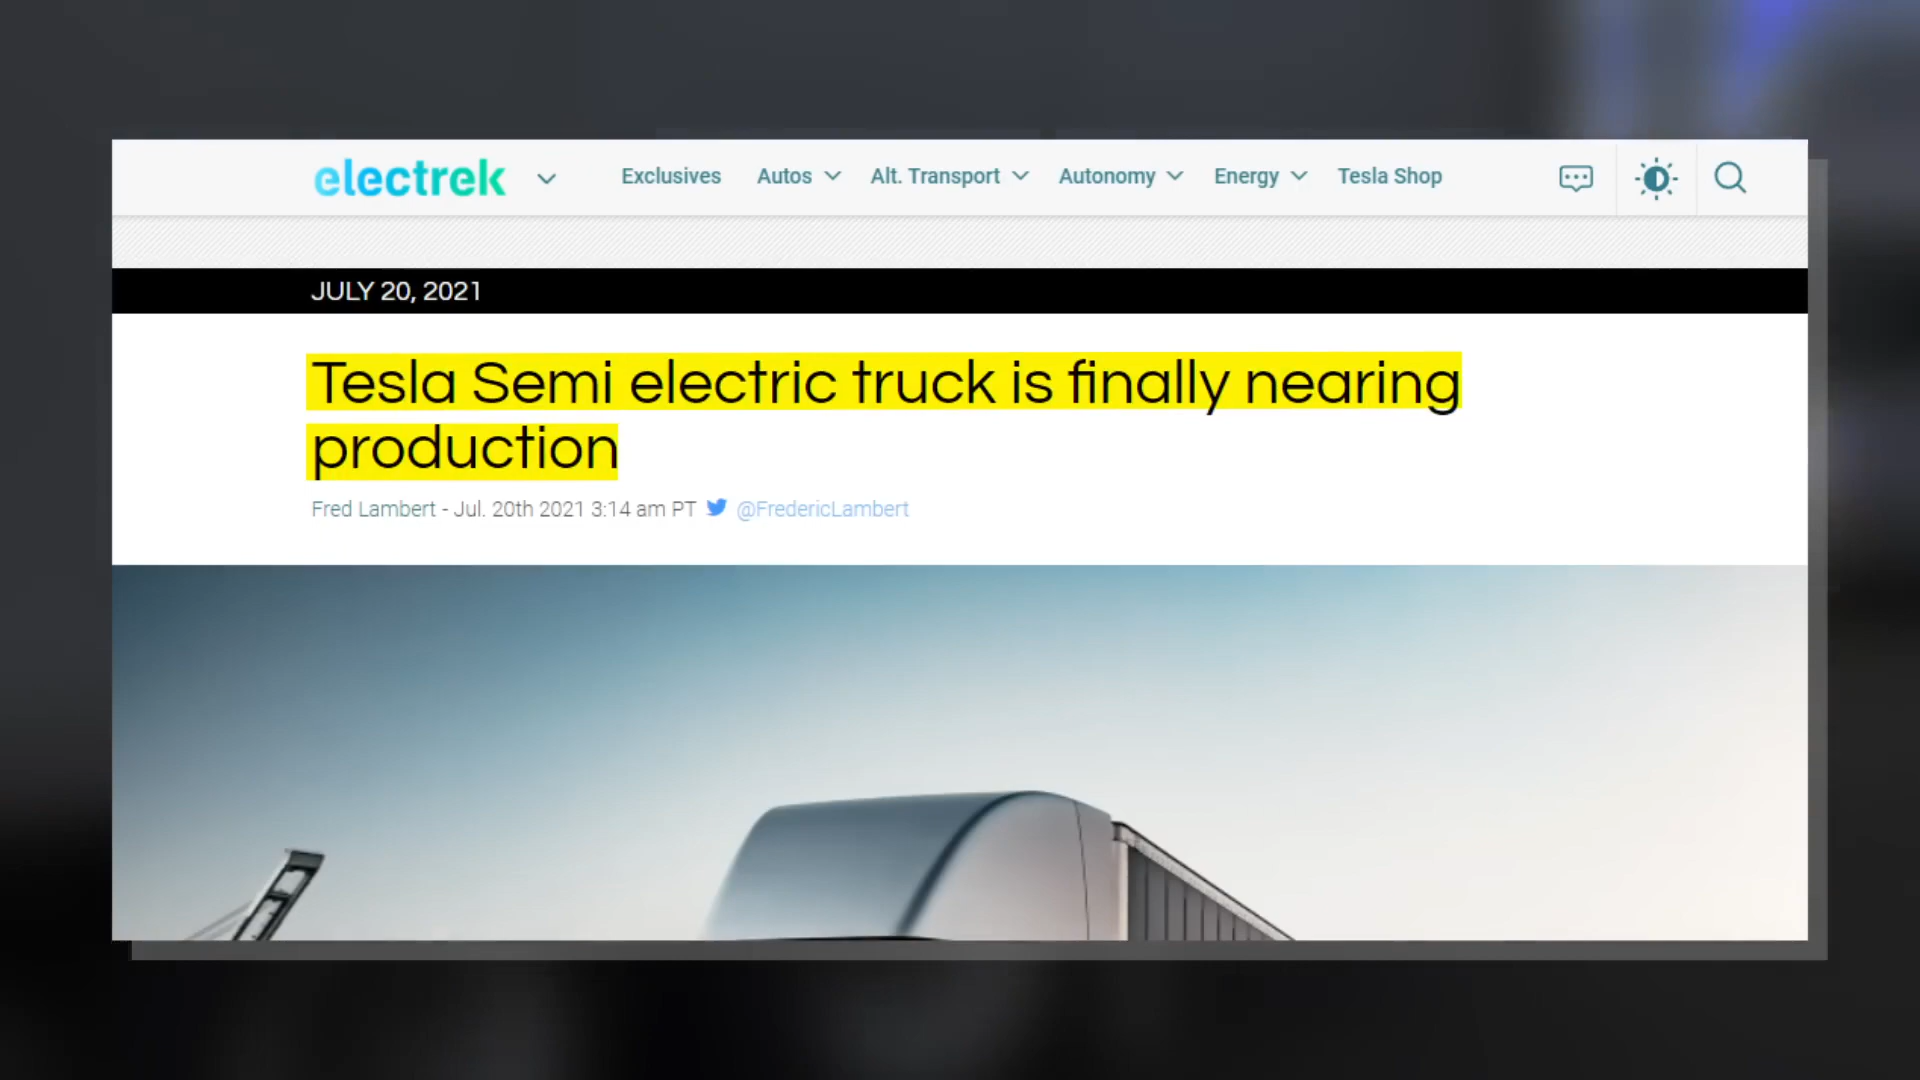 electrek Exclusives Autos Alt. Transport Autonomy Energy Tesla Shop
JULY 20, 2021
Tesla Semi electric truck is finally nearing
production
Fred Lambert - Jul. 20th 2021 3:14 am PT @FredericLambert